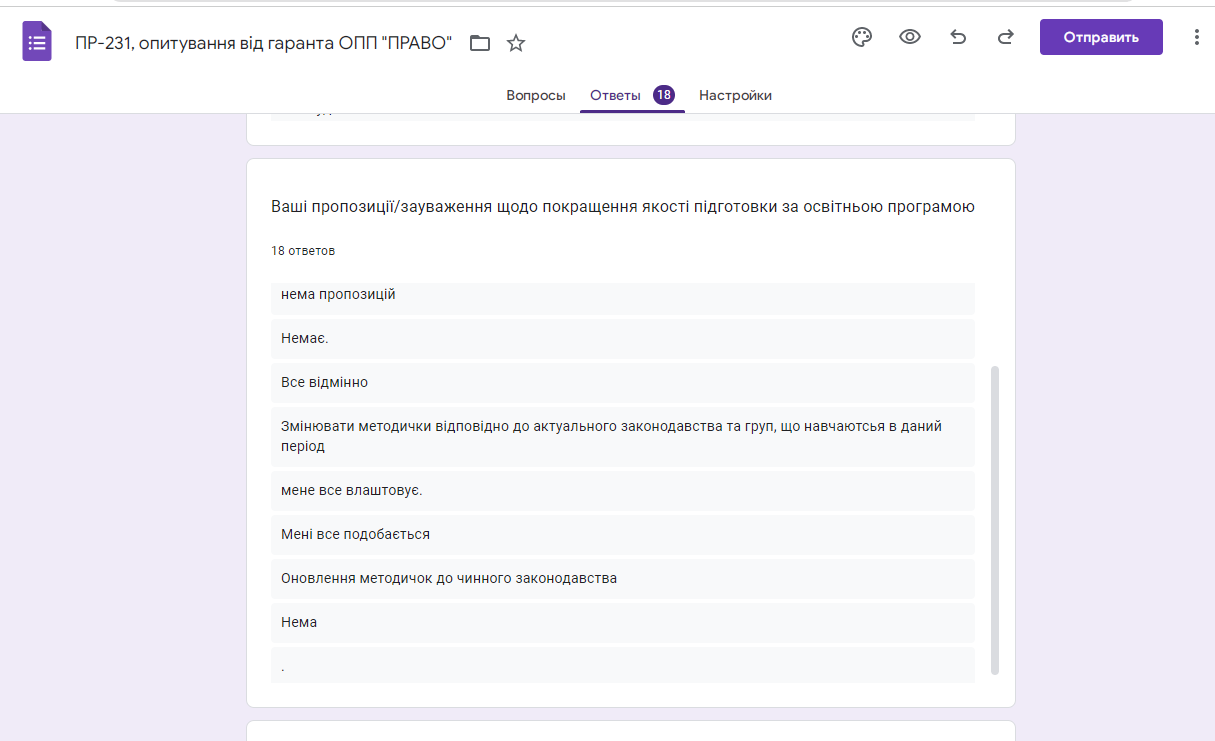 ПР-231, опитування від гаранта ОПП "ПРАВО"
Отправить
Вопросы
Ответы 18
Настройки
Ваші пропозиції/зауваження щодо покращення якості підготовки за освітньою програмою
18 ответов
нема пропозицій
Немає.
Все відмінно
Змінювати методички відповідно до актуального законодавства та груп, що навчаютсья в даний
період
мене все влаштовує.
Мені все подобається
Оновлення методичок до чинного законодавства
Нема
.